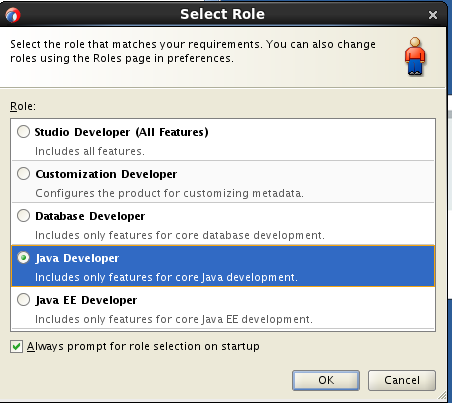 Select Role
Select the role that matches your requirements. You can also change
roles using the Roles page in preferences.
Role:
Studio Developer (All Features)
Includes all features.
Customization Developer
Configures the product for customizing metadata.
Database Developer
Includes only features for core database development.
Java Developer
Includes only features for core Java development.
Java EE Developer
Includes only features for core Java EE development.
Always prompt for role selection on startup
OK
Cancel